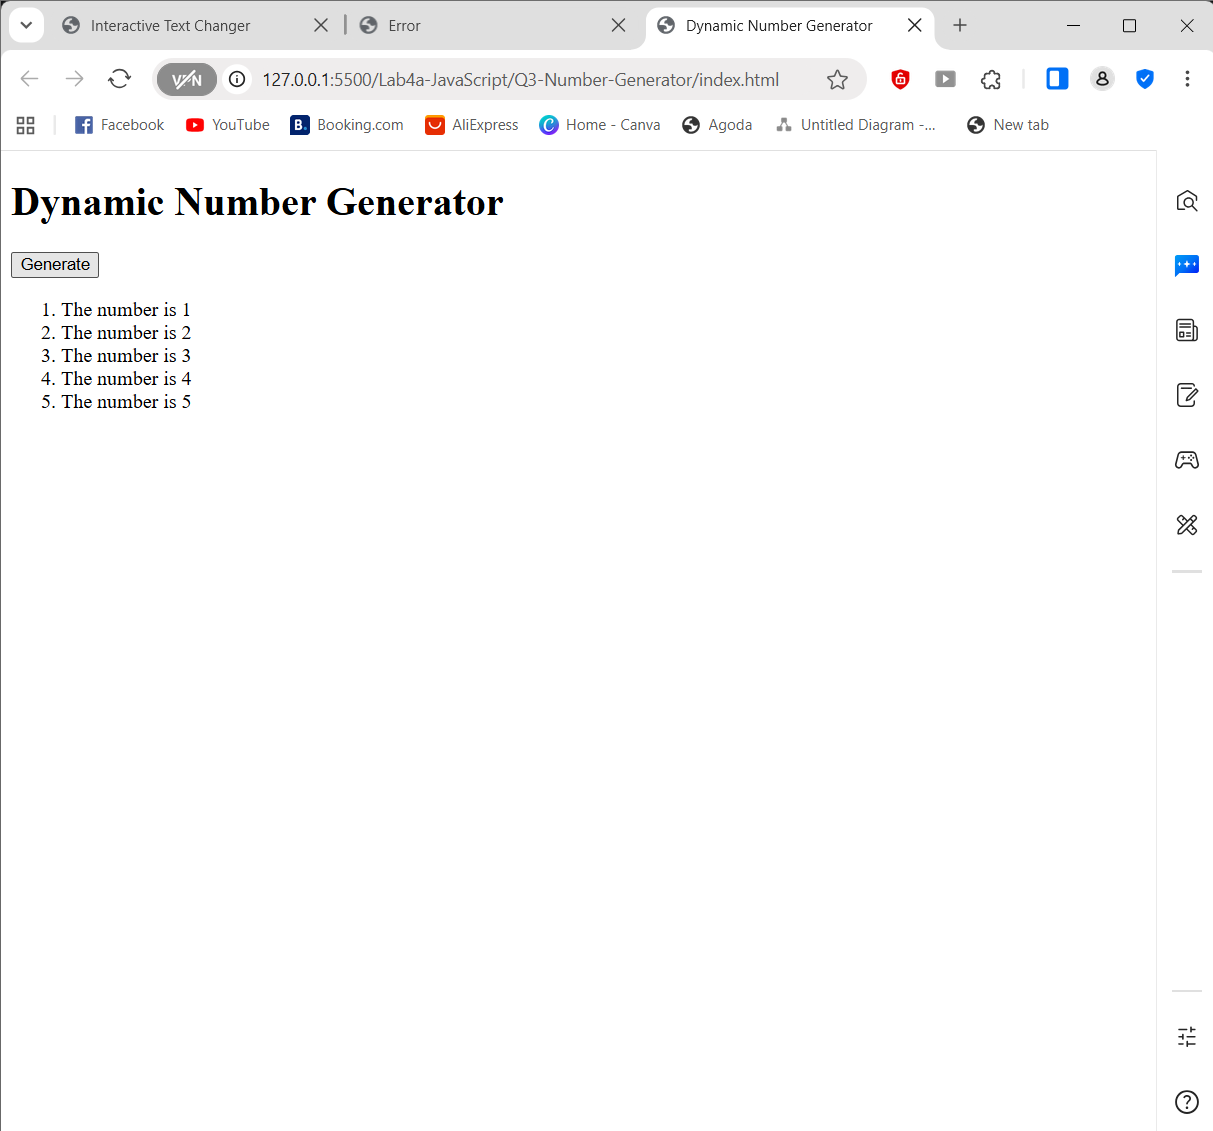 Interactive Text Changer
Error
Dynamic Number Generator
VPN
127.0.0.1:5500/Lab4a-JavaScript/Q3-Number-Generator/index.html
Facebook
YouTube
B.
Booking.com
AliExpress
C
Home - Canva
Agoda
Untitled Diagram -...
New tab
Dynamic Number Generator
Generate
1. The number is 1
2. The number is 2
3. The number is 3
4. The number is 4
5. The number is 5